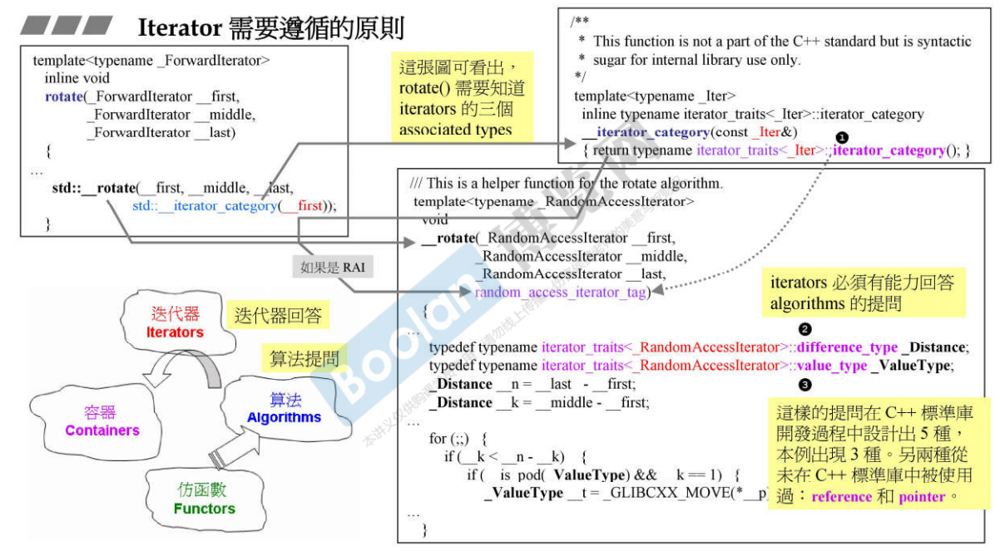 Iterator 需要遵循的原則
template<typename _ForwardIterator>
inline void
rotate(_ForwardIterator __first,
_ForwardIterator __middle,
_ForwardIterator __last)
{
…
std::__rotate(__first, __middle, __last,
std::__iterator_category(__first));
}
這張圖可看出，
rotate() 需要知道
iterators 的三個
associated types
/**
* This function is not a part of the C++ standard but is syntactic
* sugar for internal library use only.
*/
template<typename _Iter>
inline typename iterator_traits<_Iter>::iterator_category
__iterator_category(const _Iter&)
❶
{ return typename iterator_traits<_Iter>::iterator_category(); }
/// This is a helper function for the rotate algorithm.
template<typename _RandomAccessIterator>
void
__rotate(_RandomAccessIterator __first,
_RandomAccessIterator __middle,
_RandomAccessIterator __last,
random_access_iterator_tag)
{
…
❷
typedef typename iterator_traits<_RandomAccessIterator>::difference_type _Distance;
typedef typename iterator_traits<_RandomAccessIterator>::value_type _ValueType;
❸
_Distance __n = __last - __first;
_Distance __k = __middle - __first;
…
for (;;) {
if (__k < __n - __k) {
if (__is_pod(_ValueType) && __k == 1) {
_ValueType __t = _GLIBCXX_MOVE(*__p)
…
}
如果是 RAI
iterators 必須有能力回答
algorithms 的提問
這樣的提問在 C++ 標準庫
開發過程中設計出 5 種，
本例出現 3 種。另兩種從
未在 C++ 標準庫中被使用
過：reference 和 pointer。
迭代器
Iterators
迭代器回答
算法提問
算法
Algorithms
容器
Containers
仿函數
Functors
Boolan 博览网